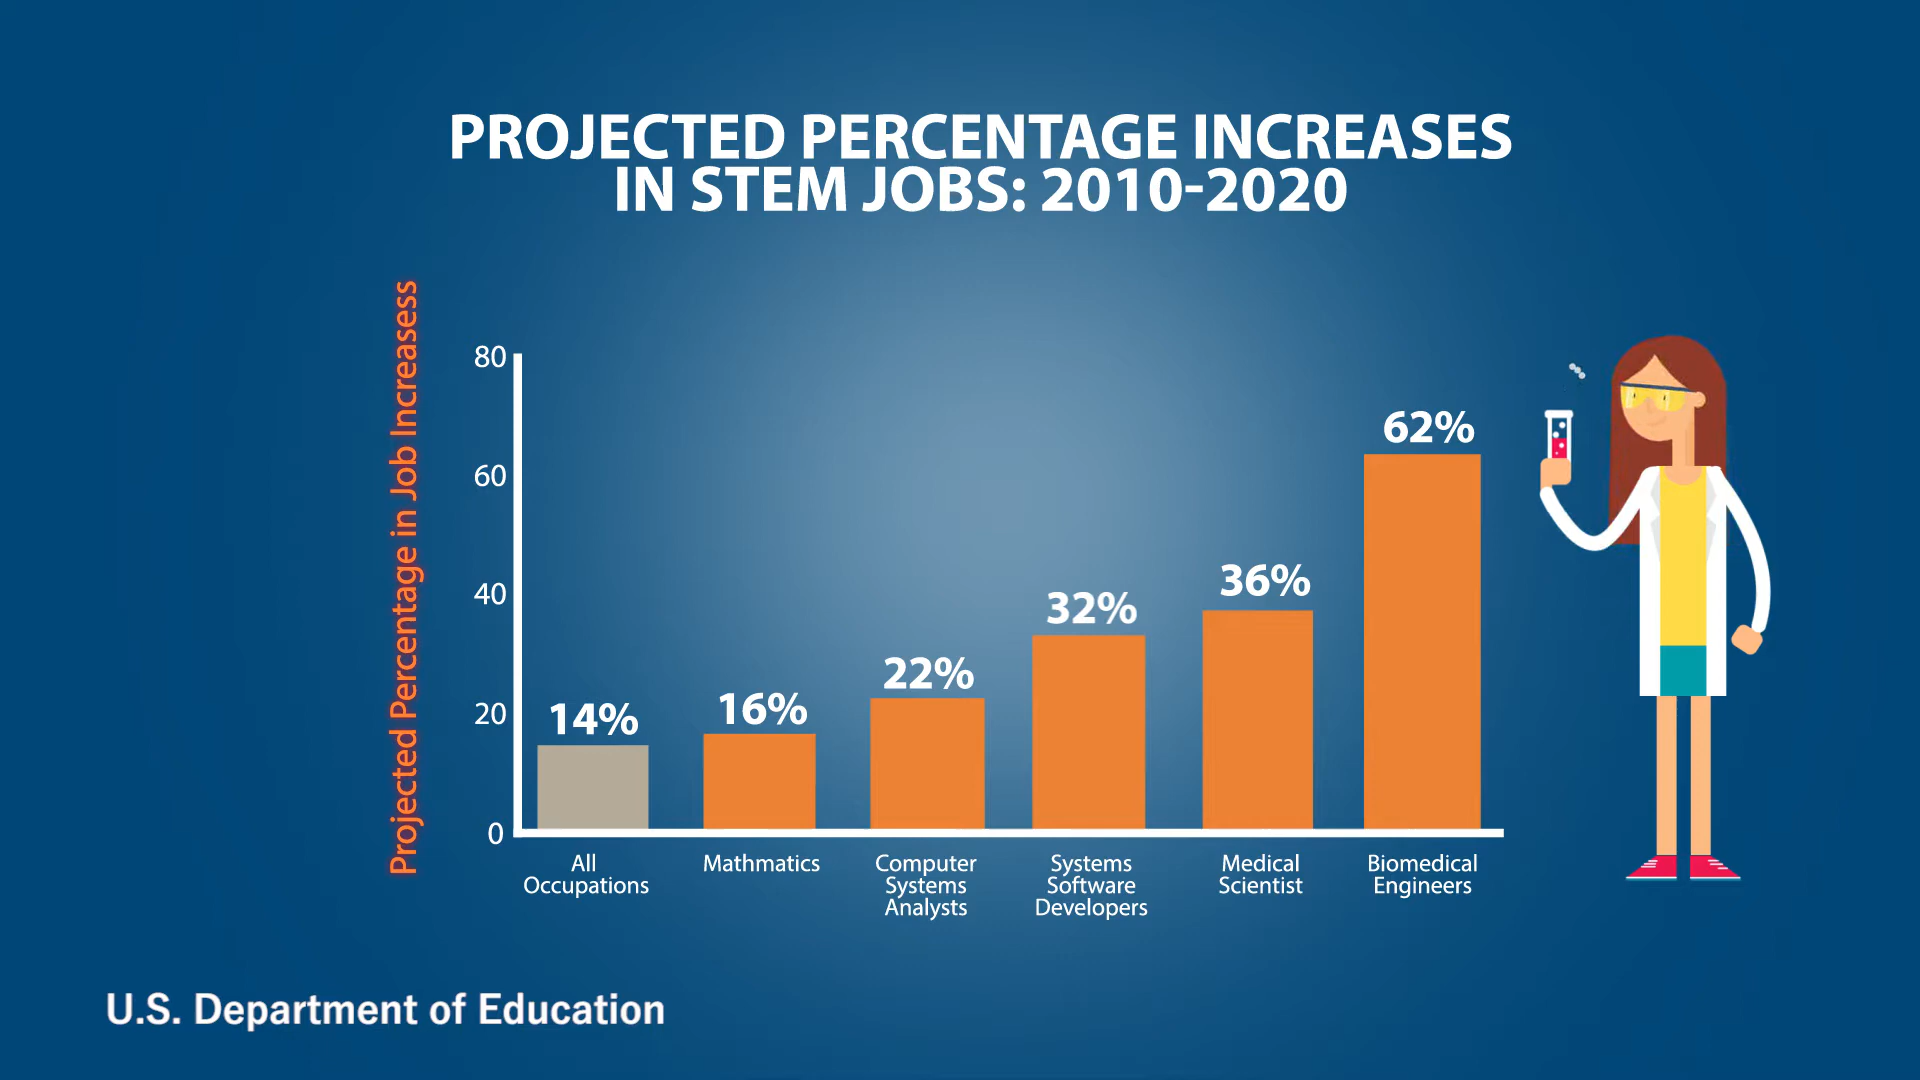 PROJECTED PERCENTAGE INCREASES
IN STEM JOBS: 2010-2020
Projected Percentage in Job Increasess
80
60
40
20
0
14%
16%
22%
32%
36%
62%
All
Occupations
Mathmatics
Computer
Systems
Analysts
Systems
Software
Developers
Medical
Scientist
Biomedical
Engineers
U.S. Department of Education